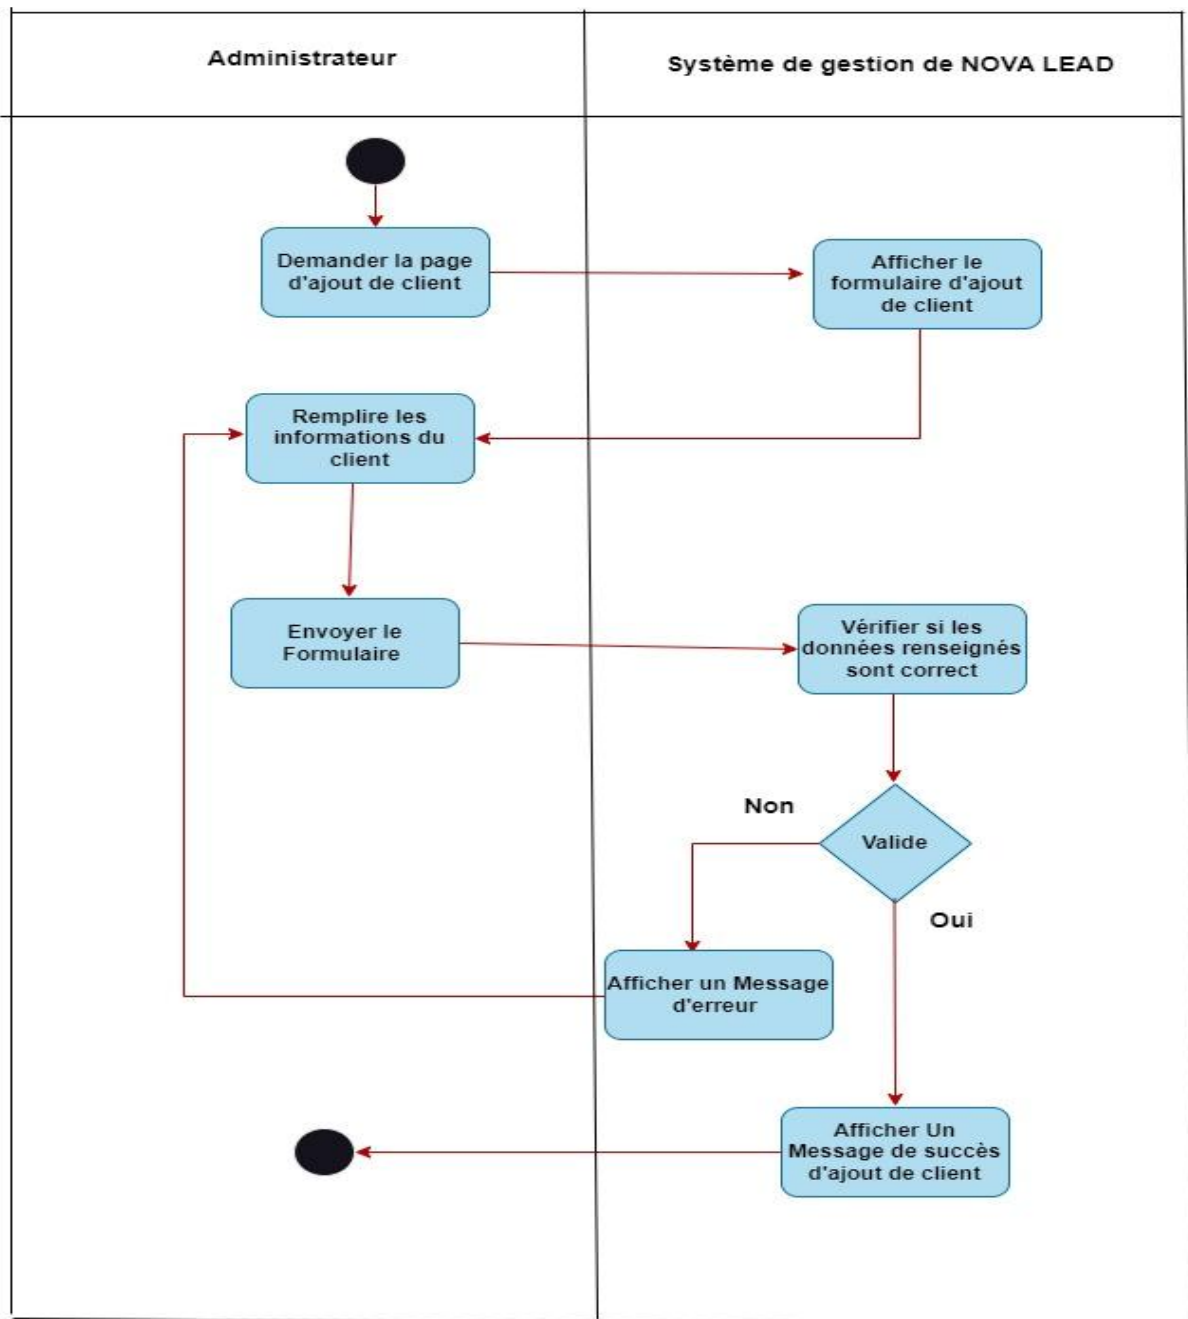 Administrateur
Système de gestion de NOVA LEAD
Demander la page
d'ajout de client
Afficher le
formulaire d'ajout
de client
Remplire les
informations du
client
Envoyer le
Formulaire
Vérifier si les
données renseignés
sont correct
Non
Valide
Oui
Afficher un Message
d'erreur
Afficher Un
Message de succès
d'ajout de client